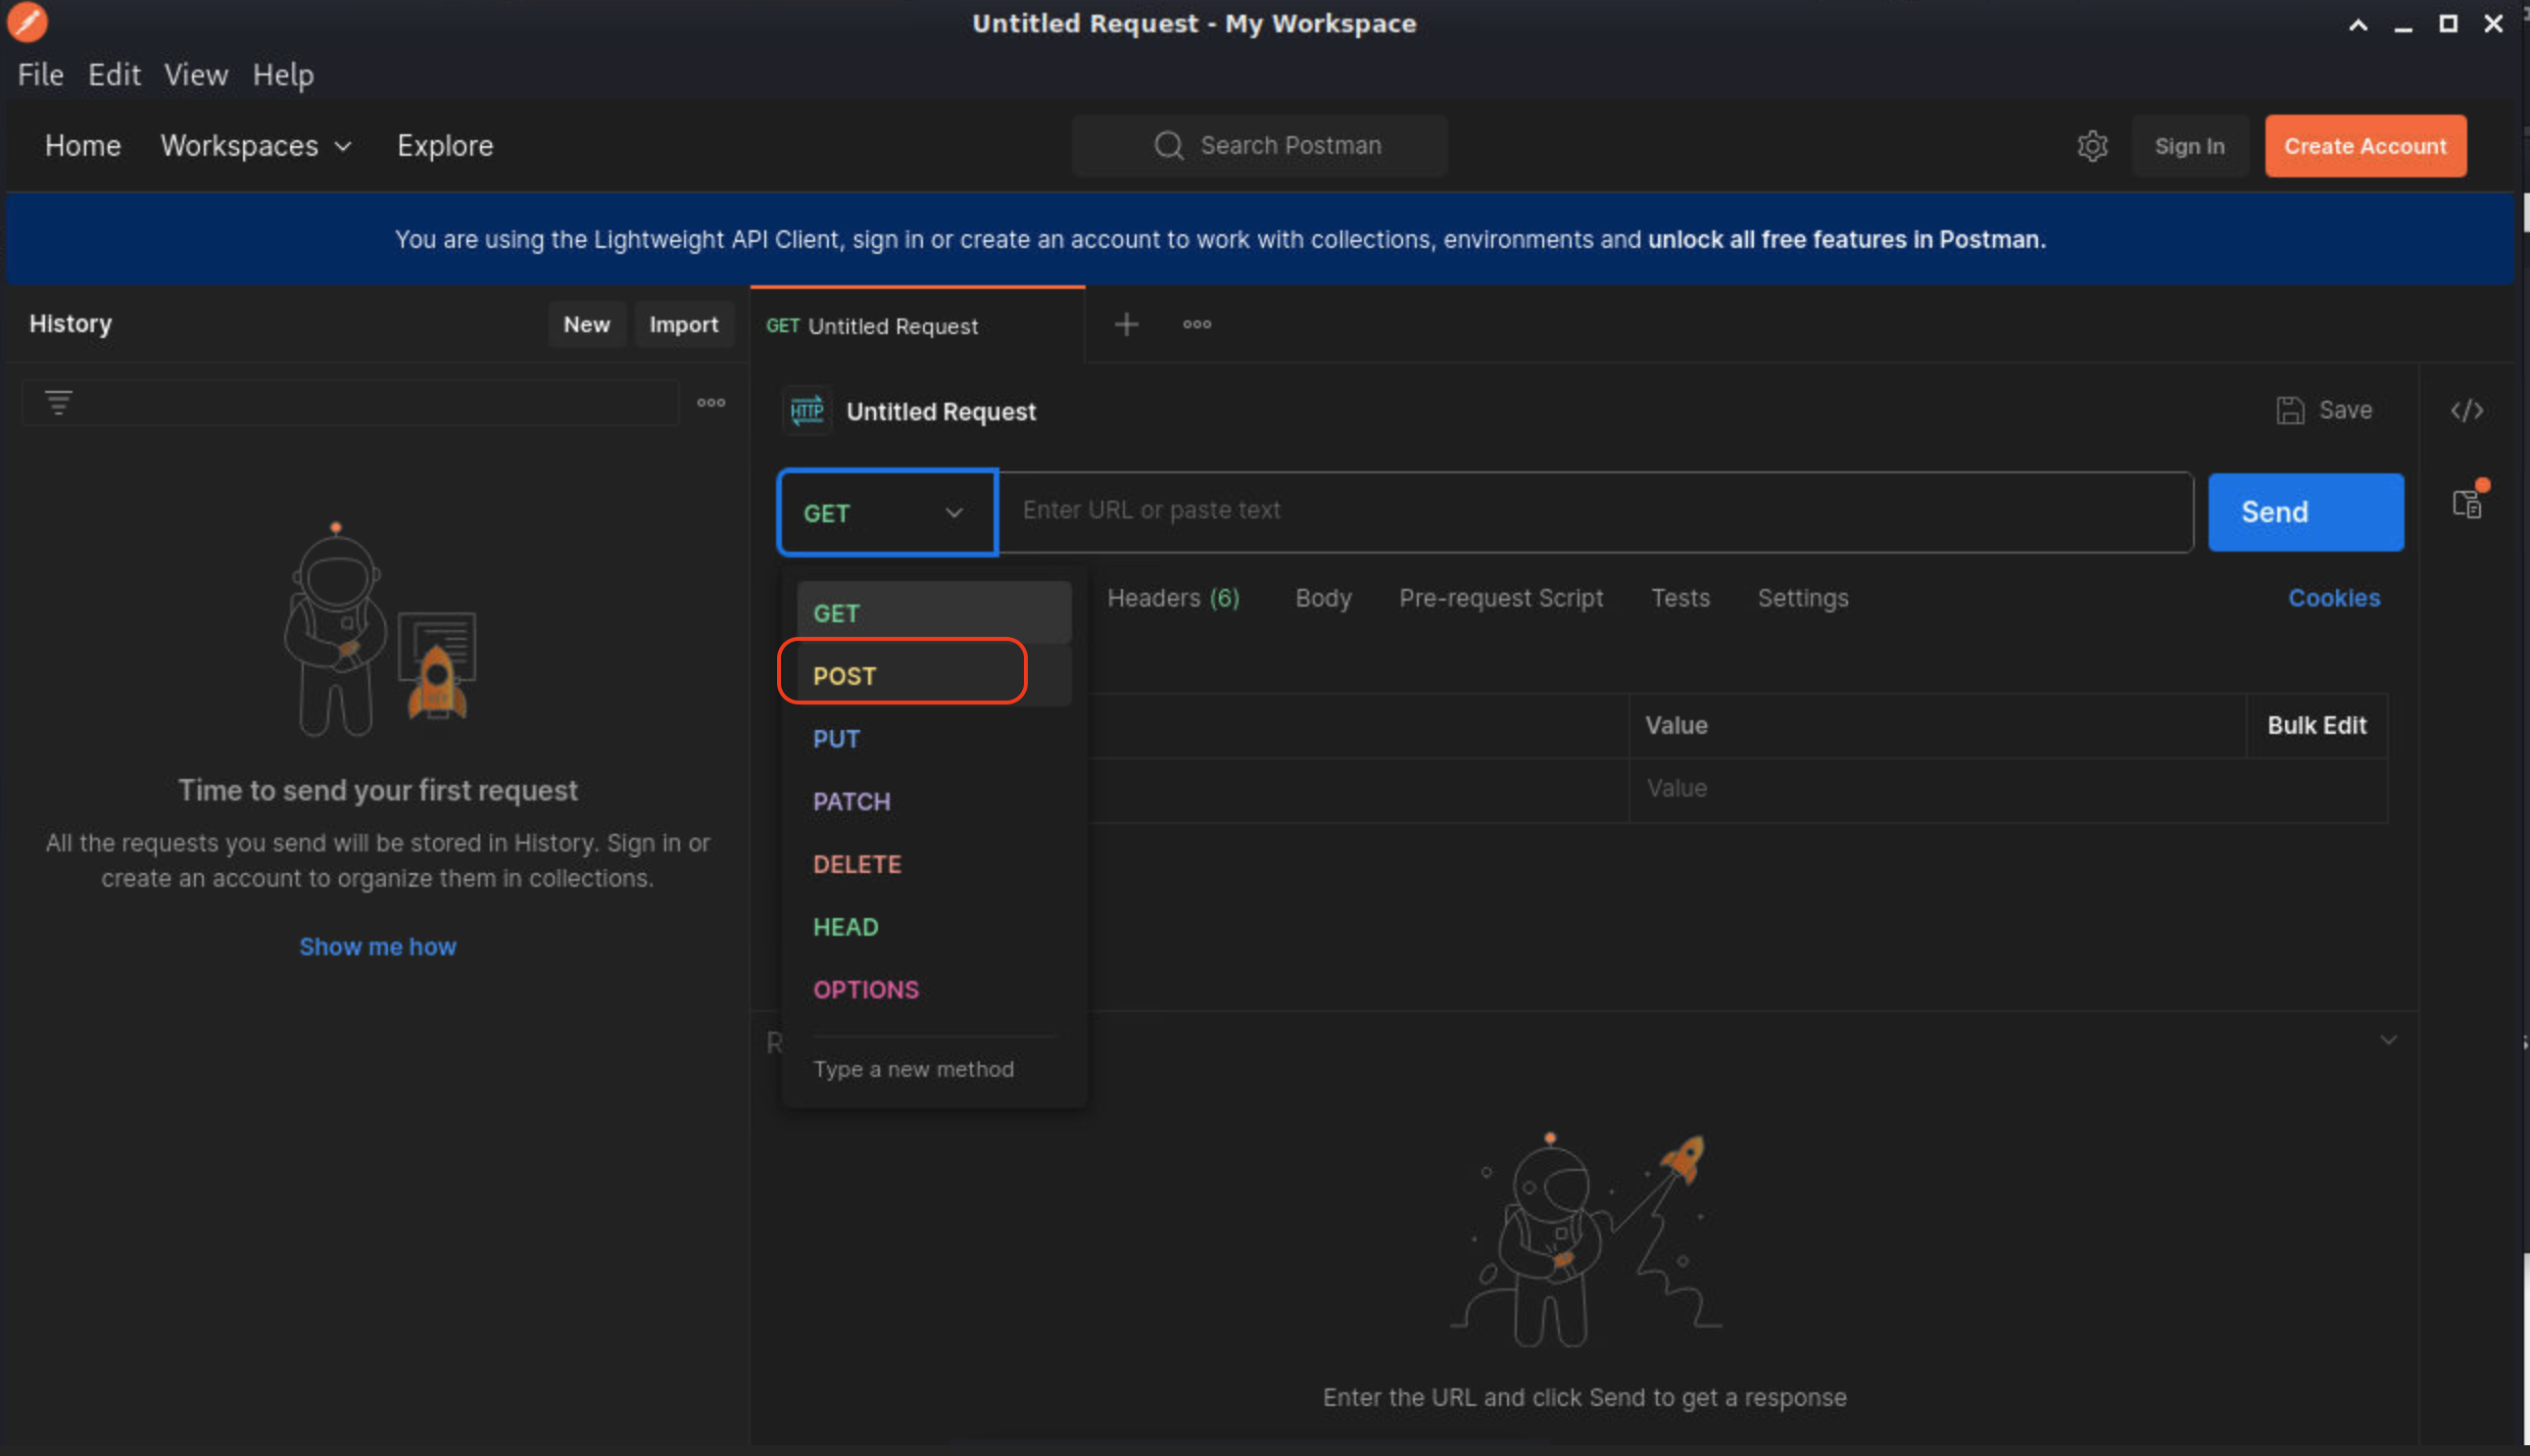 Untitled Request - My Workspace
File Edit View Help
Home Workspaces Explore Search Postman Sign In Create Account
You are using the Lightweight API Client, sign in or create an account to work with collections, environments and unlock all free features in Postman.
History New Import GET Untitled Request
HTTP Untitled Request Save
GET Enter URL or paste text Send
Headers (6) Body Pre-request Script Tests Settings Cookies
GET
POST
PUT
PATCH
DELETE
HEAD
OPTIONS
Type a new method
Value Bulk Edit
Value
Time to send your first request
All the requests you send will be stored in History. Sign in or
create an account to organize them in collections.
Show me how
R
Enter the URL and click Send to get a response